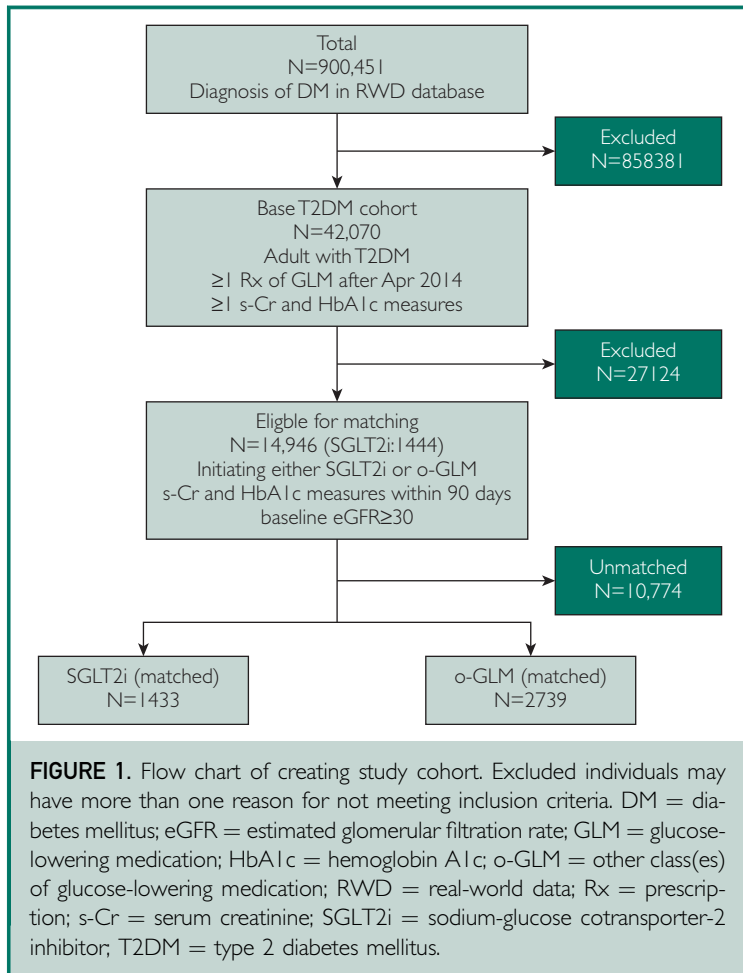 Total
N=900,451
Diagnosis of DM in RWD database
Excluded
N=858381
Base T2DM cohort
N=42,070
Adult with T2DM
≥1 Rx of GLM after Apr 2014
≥1 s-Cr and HbA1c measures
Excluded
N=27124
Eligble for matching
N=14,946 (SGLT2i:1444)
Initiating either SGLT2i or o-GLM
s-Cr and HbA1c measures within 90 days
baseline eGFR≥30
Unmatched
N=10,774
SGLT2i (matched)
N=1433
o-GLM (matched)
N=2739
FIGURE 1. Flow chart of creating study cohort. Excluded individuals may
have more than one reason for not meeting inclusion criteria. DM = dia-
betes mellitus; eGFR = estimated glomerular filtration rate; GLM = glucose-
lowering medication; HbA1c = hemoglobin A1c; o-GLM = other class(es)
of glucose-lowering medication; RWD = real-world data; Rx = prescrip-
tion; s-Cr = serum creatinine; SGLT2i = sodium-glucose cotransporter-2
inhibitor; T2DM = type 2 diabetes mellitus.